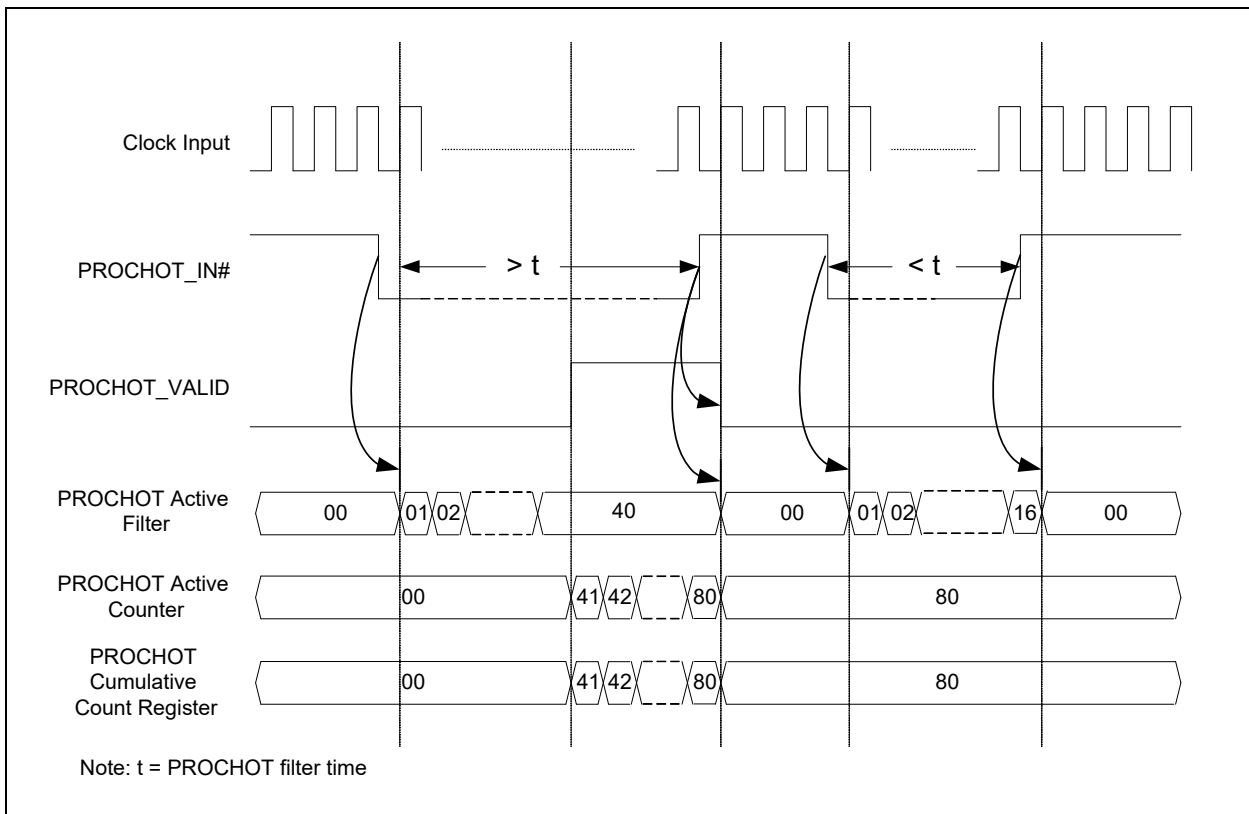 Clock Input
PROCHOT_IN#
> t
< t
PROCHOT_VALID
PROCHOT Active
Filter
00 01 02 40 00 01 02 16 00
PROCHOT Active
Counter
00 41 42 80 80
PROCHOT
Cumulative
Count Register
00 41 42 80 80
Note: t = PROCHOT filter time